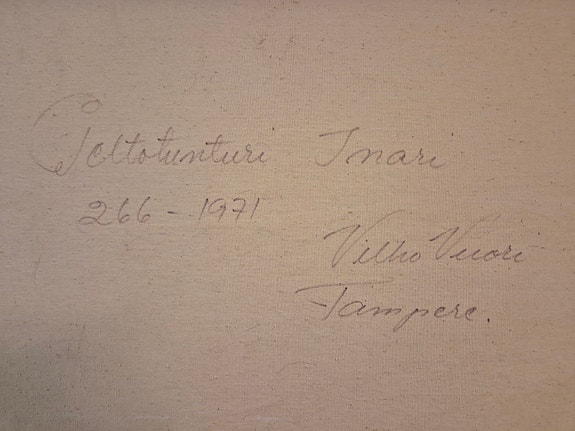 Peltotunturi Inari
266 - 1971
Vilho Vuori
Tampere.